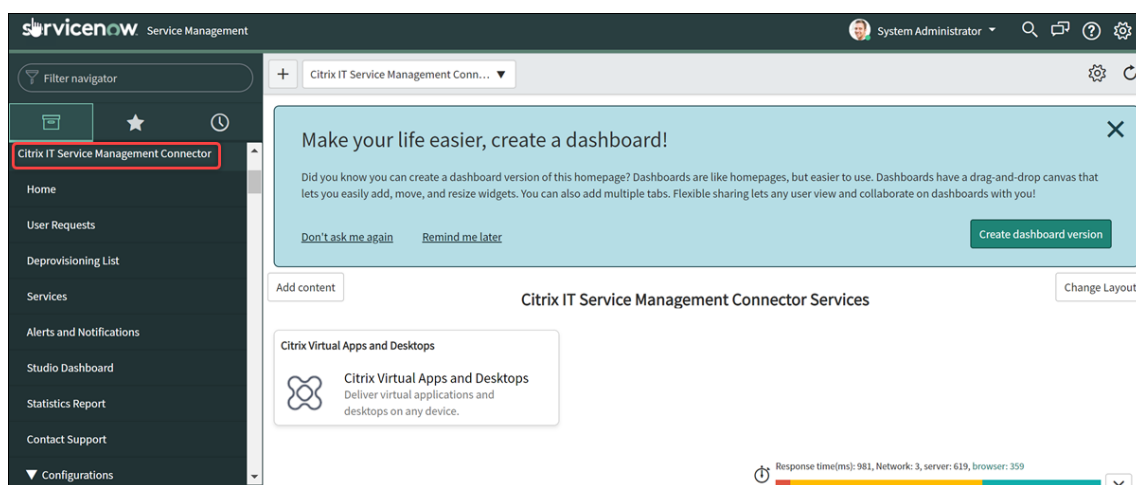 servicenow Service Management
System Administrator
Filter navigator
Citrix IT Service Management Conn...
Citrix IT Service Management Connector
Home
User Requests
Deprovisioning List
Services
Alerts and Notifications
Studio Dashboard
Statistics Report
Contact Support
Configurations
Make your life easier, create a dashboard!
Did you know you can create a dashboard version of this homepage? Dashboards are like homepages, but easier to use. Dashboards have a drag-and-drop canvas that
lets you easily add, move, and resize widgets. You can also add multiple tabs. Flexible sharing lets any user view and collaborate on dashboards with you!
Don't ask me again Remind me later
Create dashboard version
Add content
Change Layout
Citrix IT Service Management Connector Services
Citrix Virtual Apps and Desktops
Citrix Virtual Apps and Desktops
Deliver virtual applications and
desktops on any device.
Response time(ms): 981, Network: 3, server: 619, browser: 359